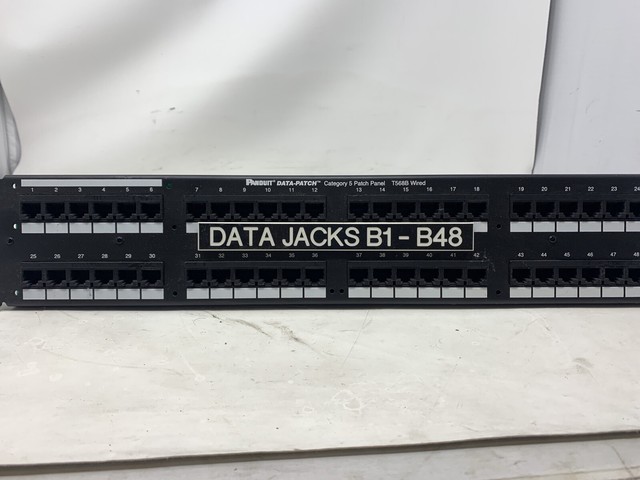 PANDUIT DATA-PATCH™ Category 5 Patch Panel T568B Wired
1 2 3 4 5 6 7 8 9 10 11 12 13 14 15 16 17 18 19 20 21 22 23 24
DATA JACKS B1 - B48
25 26 27 28 29 30 31 32 33 34 35 36 37 38 39 40 41 42 43 44 45 46 47 48